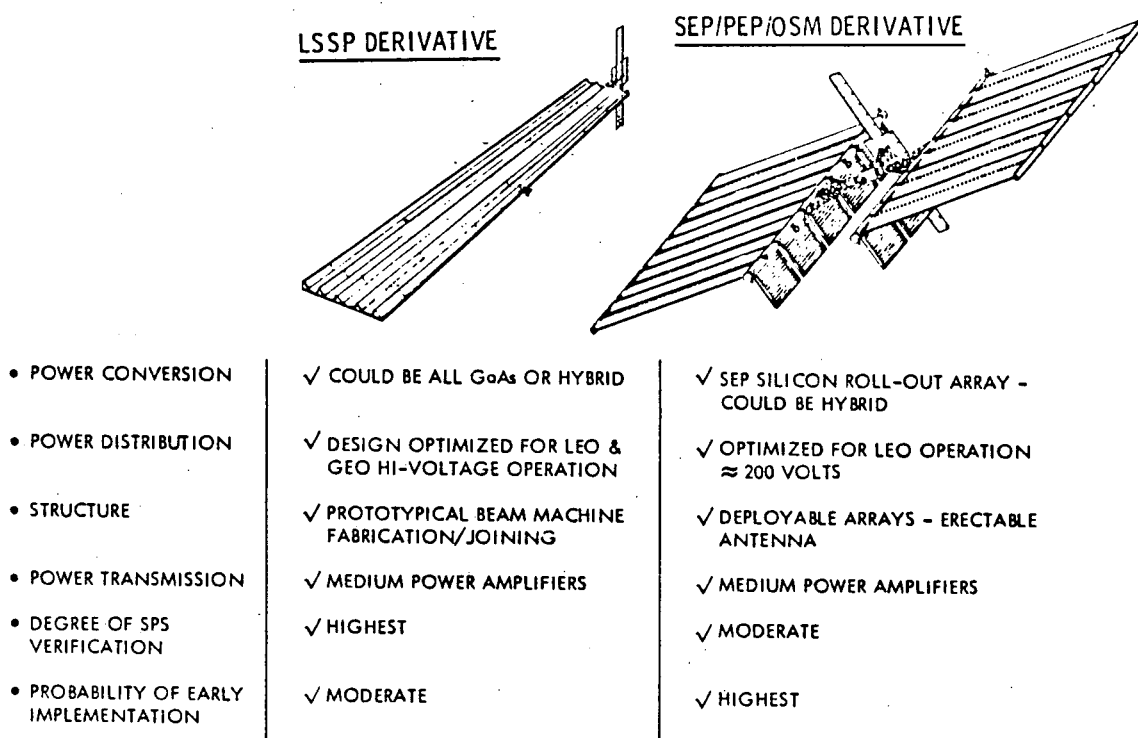 LSSP DERIVATIVE
SEP/PEP/OSM DERIVATIVE
• POWER CONVERSION
√ COULD BE ALL GaAs OR HYBRID
√ SEP SILICON ROLL-OUT ARRAY –
COULD BE HYBRID
• POWER DISTRIBUTION
√ DESIGN OPTIMIZED FOR LEO &
GEO HI-VOLTAGE OPERATION
√ OPTIMIZED FOR LEO OPERATION
≈ 200 VOLTS
• STRUCTURE
√ PROTOTYPICAL BEAM MACHINE
FABRICATION/JOINING
√ DEPLOYABLE ARRAYS – ERECTABLE
ANTENNA
• POWER TRANSMISSION
√ MEDIUM POWER AMPLIFIERS
√ MEDIUM POWER AMPLIFIERS
• DEGREE OF SPS
VERIFICATION
√ HIGHEST
√ MODERATE
• PROBABILITY OF EARLY
IMPLEMENTATION
√ MODERATE
√ HIGHEST